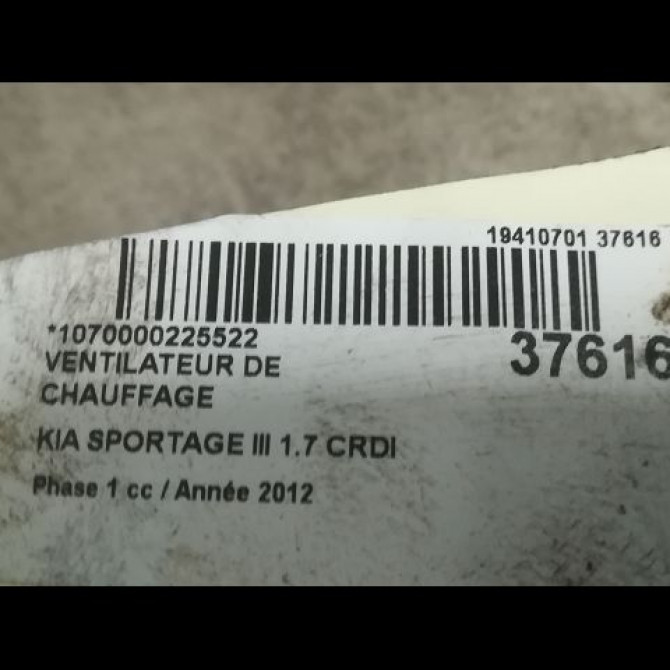 19410701 37616
*1070000225522
37616
VENTILATEUR DE
CHAUFFAGE
KIA SPORTAGE III 1.7 CRDI
Phase 1 cc / Année 2012